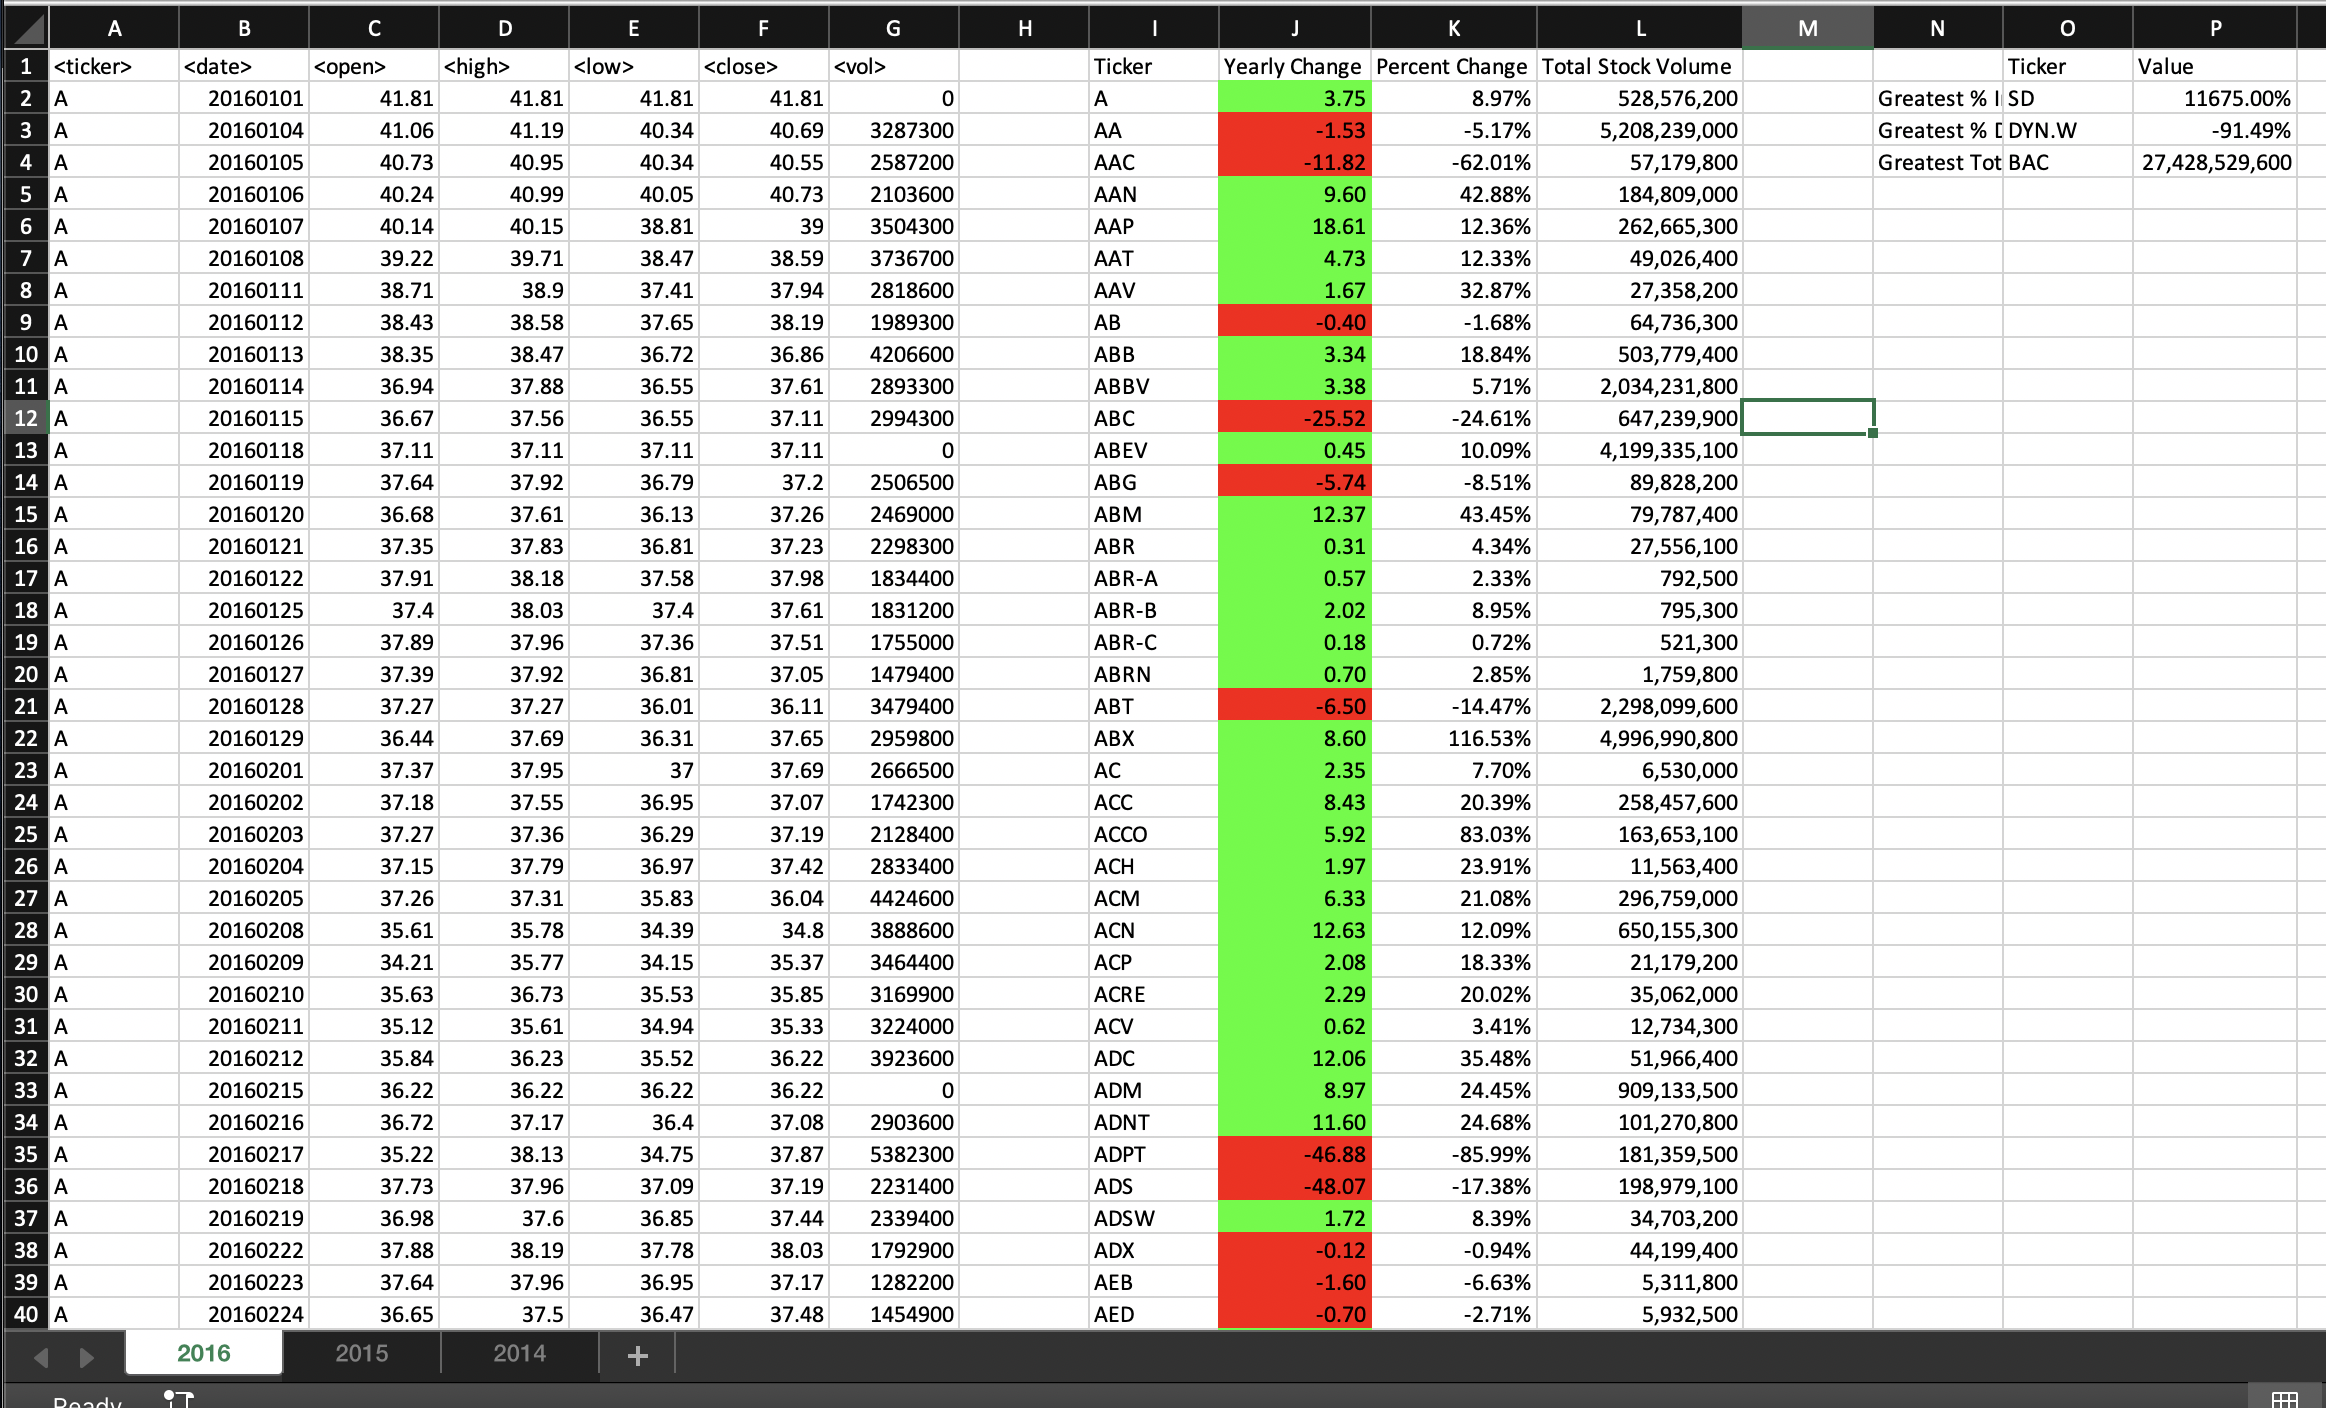 A B C D E F G H I J K L M N O P
1 <ticker> <date> <open> <high> <low> <close> <vol> Ticker Yearly Change Percent Change Total Stock Volume Ticker Value
2 A 20160101 41.81 41.81 41.81 41.81 0 A 3.75 8.97% 528,576,200 Greatest % I SD 11675.00%
3 A 20160104 41.06 41.19 40.34 40.69 3287300 AA -1.53 -5.17% 5,208,239,000 Greatest % D DYN.W -91.49%
4 A 20160105 40.73 40.95 40.34 40.55 2587200 AAC -11.82 -62.01% 57,179,800 Greatest Tot BAC 27,428,529,600
5 A 20160106 40.24 40.99 40.05 40.73 2103600 AAN 9.60 42.88% 184,809,000
6 A 20160107 40.14 40.15 38.81 39 3504300 AAP 18.61 12.36% 262,665,300
7 A 20160108 39.22 39.71 38.47 38.59 3736700 AAT 4.73 12.33% 49,026,400
8 A 20160111 38.71 38.9 37.41 37.94 2818600 AAV 1.67 32.87% 27,358,200
9 A 20160112 38.43 38.58 37.65 38.19 1989300 AB -0.40 -1.68% 64,736,300
10 A 20160113 38.35 38.47 36.72 36.86 4206600 ABB 3.34 18.84% 503,779,400
11 A 20160114 36.94 37.88 36.55 37.61 2893300 ABBV 3.38 5.71% 2,034,231,800
12 A 20160115 36.67 37.56 36.55 37.11 2994300 ABC -25.52 -24.61% 647,239,900
13 A 20160118 37.11 37.11 37.11 37.11 0 ABEV 0.45 10.09% 4,199,335,100
14 A 20160119 37.64 37.92 36.79 37.2 2506500 ABG -5.74 -8.51% 89,828,200
15 A 20160120 36.68 37.61 36.13 37.26 2469000 ABM 12.37 43.45% 79,787,400
16 A 20160121 37.35 37.83 36.81 37.23 2298300 ABR 0.31 4.34% 27,556,100
17 A 20160122 37.91 38.18 37.58 37.98 1834400 ABR-A 0.57 2.33% 792,500
18 A 20160125 37.4 38.03 37.4 37.61 1831200 ABR-B 2.02 8.95% 795,300
19 A 20160126 37.89 37.96 37.36 37.51 1755000 ABR-C 0.18 0.72% 521,300
20 A 20160127 37.39 37.92 36.81 37.05 1479400 ABRN 0.70 2.85% 1,759,800
21 A 20160128 37.27 37.27 36.01 36.11 3479400 ABT -6.50 -14.47% 2,298,099,600
22 A 20160129 36.44 37.69 36.31 37.65 2959800 ABX 8.60 116.53% 4,996,990,800
23 A 20160201 37.37 37.95 37 37.69 2666500 AC 2.35 7.70% 6,530,000
24 A 20160202 37.18 37.55 36.95 37.07 1742300 ACC 8.43 20.39% 258,457,600
25 A 20160203 37.27 37.36 36.29 37.19 2128400 ACCO 5.92 83.03% 163,653,100
26 A 20160204 37.15 37.79 36.97 37.42 2833400 ACH 1.97 23.91% 11,563,400
27 A 20160205 37.26 37.31 35.83 36.04 4424600 ACM 6.33 21.08% 296,759,000
28 A 20160208 35.61 35.78 34.39 34.8 3888600 ACN 12.63 12.09% 650,155,300
29 A 20160209 34.21 35.77 34.15 35.37 3464400 ACP 2.08 18.33% 21,179,200
30 A 20160210 35.63 36.73 35.53 35.85 3169900 ACRE 2.29 20.02% 35,062,000
31 A 20160211 35.12 35.61 34.94 35.33 3224000 ACV 0.62 3.41% 12,734,300
32 A 20160212 35.84 36.23 35.52 36.22 3923600 ADC 12.06 35.48% 51,966,400
33 A 20160215 36.22 36.22 36.22 36.22 0 ADM 8.97 24.45% 909,133,500
34 A 20160216 36.72 37.17 36.4 37.08 2903600 ADNT 11.60 24.68% 101,270,800
35 A 20160217 35.22 38.13 34.75 37.87 5382300 ADPT -46.88 -85.99% 181,359,500
36 A 20160218 37.73 37.96 37.09 37.19 2231400 ADS -48.07 -17.38% 198,979,100
37 A 20160219 36.98 37.6 36.85 37.44 2339400 ADSW 1.72 8.39% 34,703,200
38 A 20160222 37.88 38.19 37.78 38.03 1792900 ADX -0.12 -0.94% 44,199,400
39 A 20160223 37.64 37.96 36.95 37.17 1282200 AEB -1.60 -6.63% 5,311,800
40 A 20160224 36.65 37.5 36.47 37.48 1454900 AED -0.70 -2.71% 5,932,500
2016 2015 2014 +
Ready